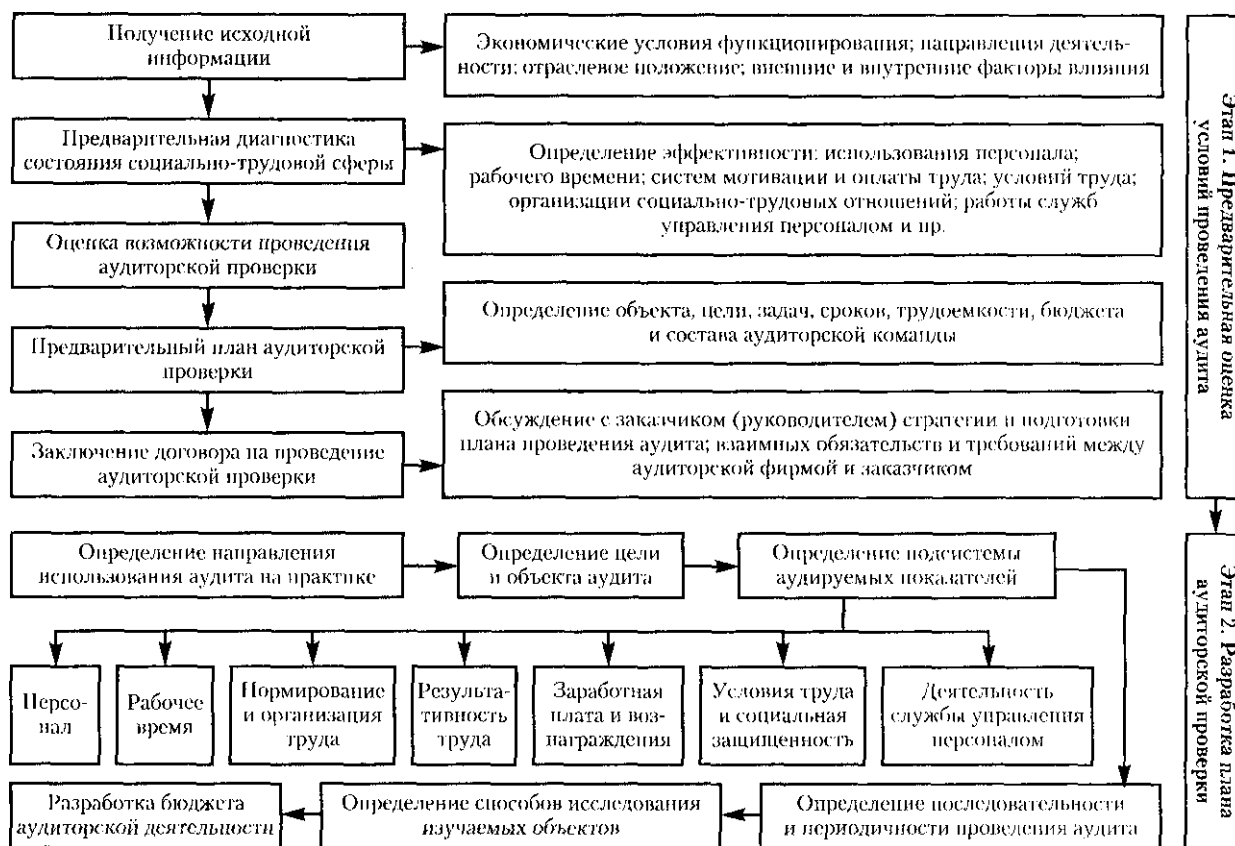 Получение исходной
информации
Экономические условия функционирования; направления деятель-
ности; отраслевое положение; внешние и внутренние факторы влияния
Предварительная диагностика
состояния социально-трудовой сферы
Определение эффективности: использования персонала;
рабочего времени; систем мотивации и оплаты труда; условий труда;
организации социально-трудовых отношений; работы служб
управления персоналом и пр.
Оценка возможности проведения
аудиторской проверки
Предварительный план аудиторской
проверки
Определение объекта, цели, задач, сроков, трудоемкости, бюджета
и состава аудиторской команды
Заключение договора на проведение
аудиторской проверки
Обсуждение с заказчиком (руководителем) стратегии и подготовки
плана проведения аудита; взаимных обязательств и требований между
аудиторской фирмой и заказчиком
Этап 1. Предварительная оценка
условий проведения аудита
Определение направления
использования аудита на практике
Определение цели
и объекта аудита
Определение подсистемы
аудируемых показателей
Персо-
нал
Рабочее
время
Нормирование
и организация
труда
Результа-
тивность
труда
Заработная
плата и воз-
награждения
Условия труда
и социальная
защищенность
Деятельность
службы управления
персоналом
Разработка бюджета
аудиторской деятельности
Определение способов исследования
изучаемых объектов
Определение последовательности
и периодичности проведения аудита
Этап 2. Разработка плана
аудиторской проверки